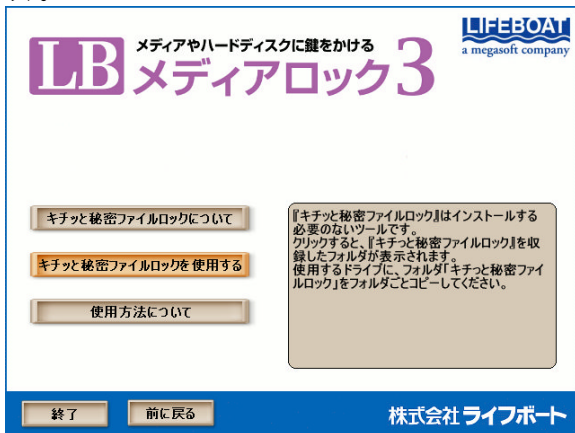 LIFEBOAT
a megasoft company
LB メディアやハードディスクに鍵をかける
メディアロック3
キチッと秘密ファイルロックについて
キチッと秘密ファイルロックを使用する
使用方法について
『キチッと秘密ファイルロック』はインストールする
必要のないツールです。
クリックすると、『キチっと秘密ファイルロック』を収
録したフォルダが表示されます。
使用するドライブに、フォルダ「キチっと秘密ファイ
ルロック」をフォルダごとコピーしてください。
終了
前に戻る
株式会社ライフボート